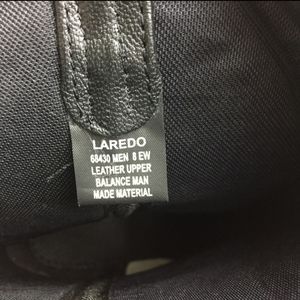 LAREDO
68430 MEN 8 EW
LEATHER UPPER
BALANCE MAN
MADE MATERIAL